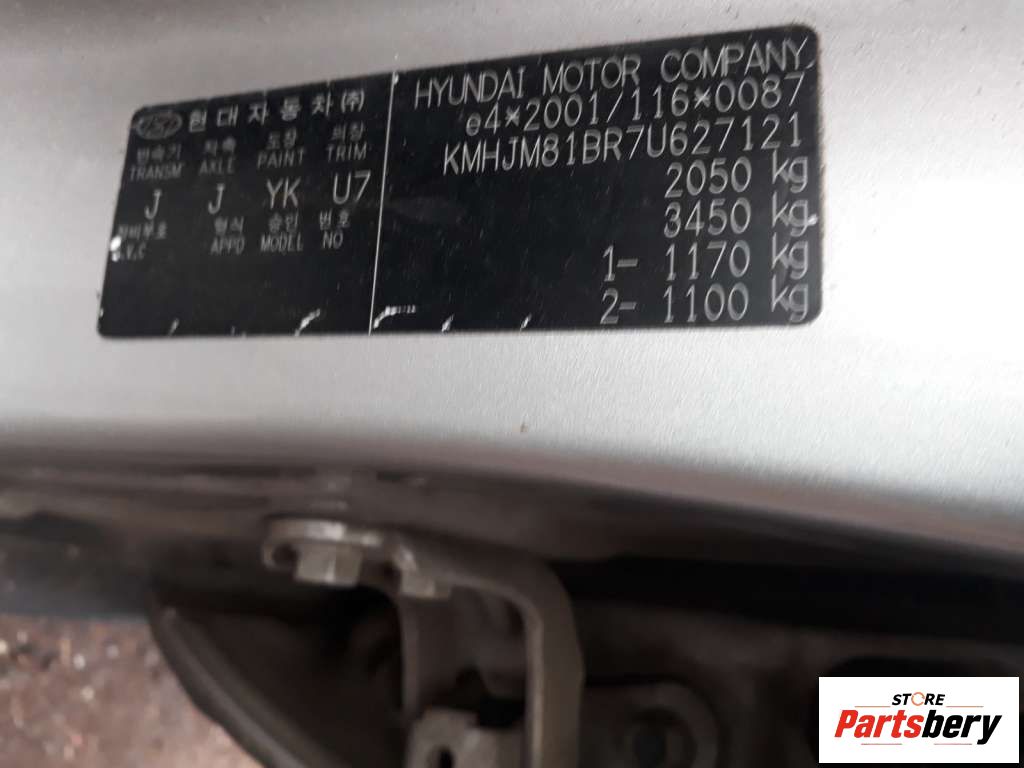 현대자동차(주)
변속기 차축 도장 의장
TRANSM AXLE PAINT TRIM
J J YK U7
형식 승인 번호
S.V.C APPD MODEL NO
HYUNDAI MOTOR COMPANY
e4*2001/116*0087
KMHJM81BR7U627121
2050 kg
3450 kg
1- 1170 kg
2- 1100 kg
STORE
Partsbery